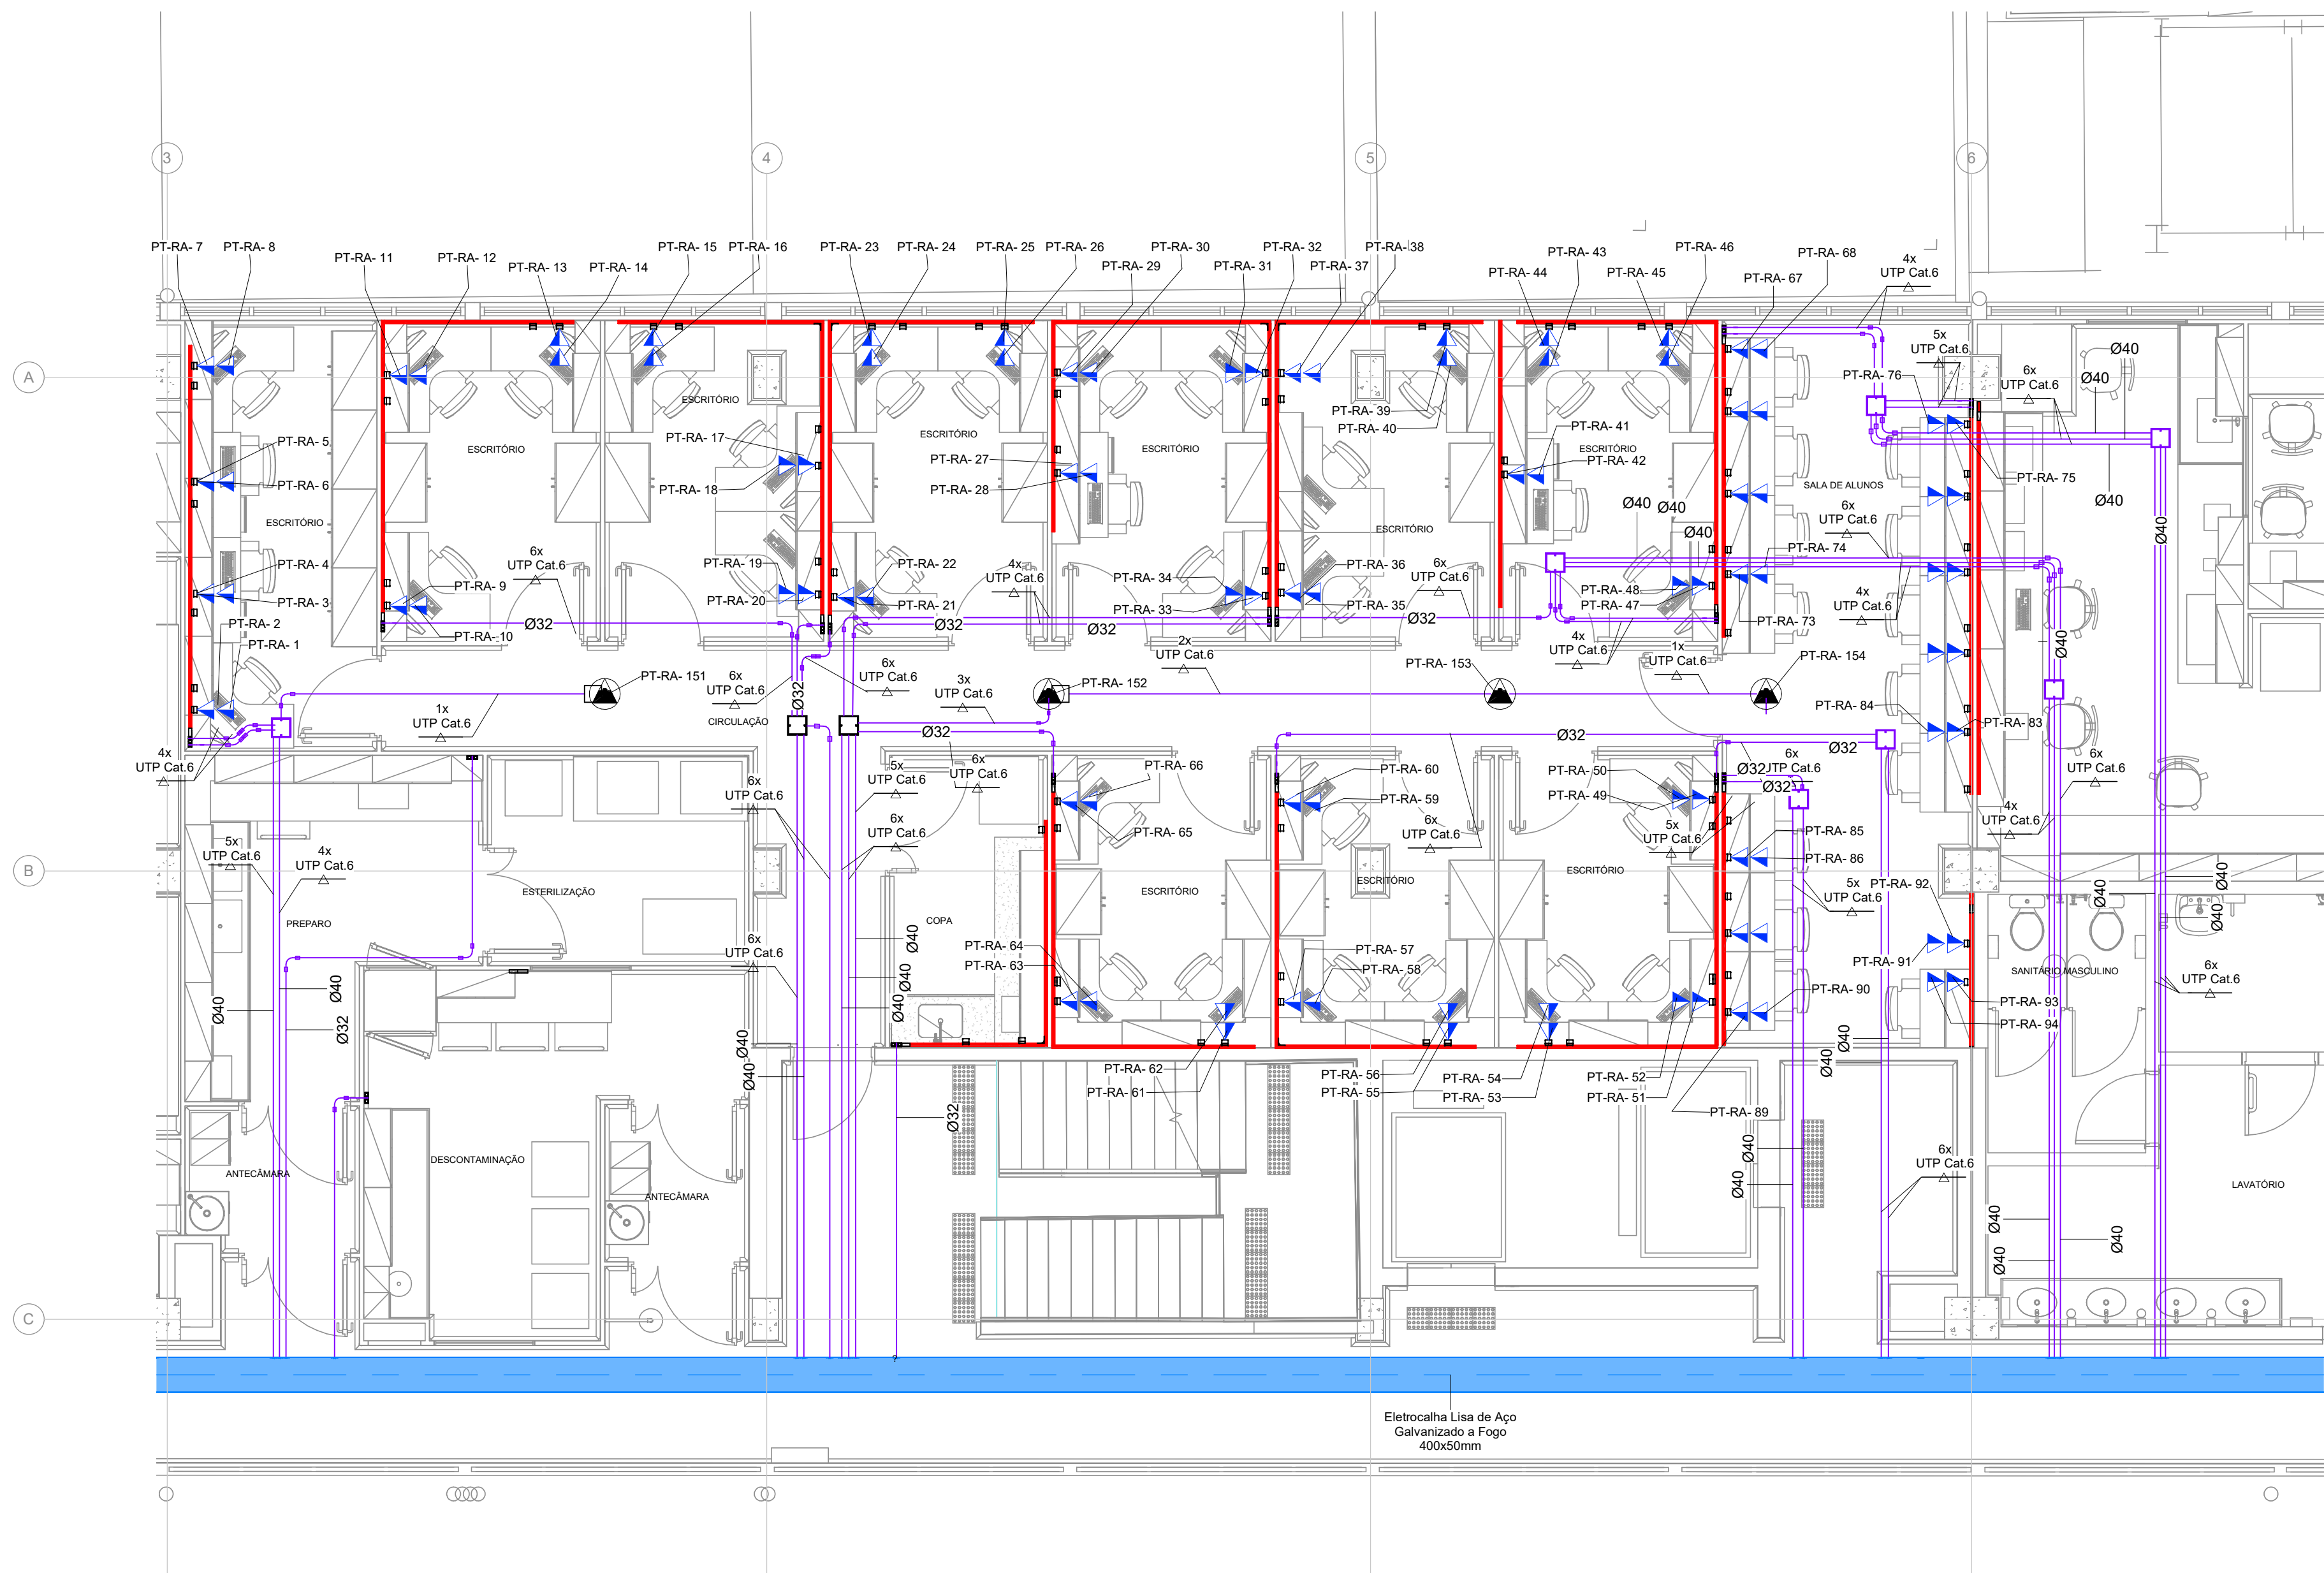 3
4
5
6
PT-RA- 7
PT-RA- 8
PT-RA- 11
PT-RA- 12
PT-RA- 13
PT-RA- 14
PT-RA- 15
PT-RA- 16
PT-RA- 23
PT-RA- 24
PT-RA- 25
PT-RA- 26
PT-RA- 29
PT-RA- 30
PT-RA- 31
PT-RA- 32
PT-RA- 37
PT-RA- 38
PT-RA- 44
PT-RA- 43
PT-RA- 45
PT-RA- 46
PT-RA- 67
PT-RA- 68
4x
UTP Cat.6
5x
UTP Cat.6
Ø40
A
PT-RA- 76
6x
UTP Cat.6
Ø40
ESCRITÓRIO
PT-RA- 39
PT-RA- 40
PT-RA- 5
PT-RA- 6
ESCRITÓRIO
ESCRITÓRIO
PT-RA- 17
PT-RA- 18
ESCRITÓRIO
PT-RA- 27
PT-RA- 28
ESCRITÓRIO
ESCRITÓRIO
PT-RA- 41
ESCRITÓRIO
PT-RA- 42
SALA DE ALUNOS
PT-RA- 75
Ø40
Ø40
Ø40
Ø40
Ø40
6x
UTP Cat.6
PT-RA- 4
PT-RA- 3
PT-RA- 2
PT-RA- 1
6x
UTP Cat.6
PT-RA- 9
PT-RA- 10
Ø32
PT-RA- 19
PT-RA- 20
PT-RA- 22
PT-RA- 21
4x
UTP Cat.6
Ø32
PT-RA- 34
PT-RA- 33
Ø32
PT-RA- 36
PT-RA- 35
6x
UTP Cat.6
Ø32
PT-RA- 48
PT-RA- 47
PT-RA- 74
PT-RA- 73
4x
UTP Cat.6
Ø40
PT-RA- 151
6x
UTP Cat.6
Ø32
6x
UTP Cat.6
3x
UTP Cat.6
PT-RA- 152
2x
UTP Cat.6
PT-RA- 153
4x
UTP Cat.6
1x
UTP Cat.6
PT-RA- 154
PT-RA- 84
PT-RA- 83
1x
UTP Cat.6
CIRCULAÇÃO
Ø32
Ø32
Ø32
4x
UTP Cat.6
6x
UTP Cat.6
5x
UTP Cat.6
6x
UTP Cat.6
PT-RA- 66
PT-RA- 65
PT-RA- 60
PT-RA- 59
6x
UTP Cat.6
PT-RA- 50
PT-RA- 49
5x
UTP Cat.6
Ø32
Ø32
6x
UTP Cat.6
4x
UTP Cat.6
6x
UTP Cat.6
6x
UTP Cat.6
PT-RA- 85
PT-RA- 86
B
5x
UTP Cat.6
4x
UTP Cat.6
PREPARO
ESTERILIZAÇÃO
6x
UTP Cat.6
COPA
ESCRITÓRIO
ESCRITÓRIO
ESCRITÓRIO
5x
UTP Cat.6
PT-RA- 92
Ø40
Ø40
Ø40
Ø40
Ø40
Ø32
Ø40
Ø40
Ø40
PT-RA- 64
PT-RA- 63
PT-RA- 57
PT-RA- 58
PT-RA- 90
PT-RA- 91
SANITÁRIO MASCULINO
PT-RA- 93
PT-RA- 94
6x
UTP Cat.6
Ø40
Ø40
Ø32
PT-RA- 62
PT-RA- 61
PT-RA- 56
PT-RA- 55
PT-RA- 54
PT-RA- 53
PT-RA- 52
PT-RA- 51
PT-RA- 89
Ø40
Ø40
ANTECÂMARA
DESCONTAMINAÇÃO
ANTECÂMARA
Ø40
Ø40
6x
UTP Cat.6
LAVATÓRIO
Ø40
Ø40
Ø40
C
?
Eletrocalha Lisa de Aço
Galvanizado a Fogo
400x50mm